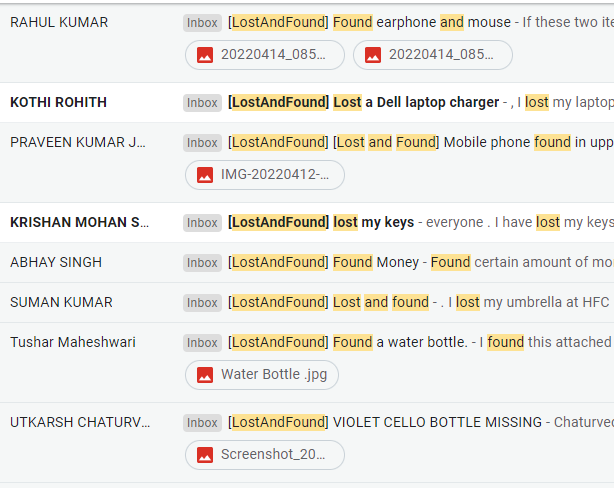 RAHUL KUMAR Inbox [LostAndFound] Found earphone and mouse - If these two ite
20220414_085... 20220414_085...
KOTHI ROHITH Inbox [LostAndFound] Lost a Dell laptop charger - , I lost my laptop
PRAVEEN KUMAR J... Inbox [LostAndFound] [Lost and Found] Mobile phone found in upp
IMG-20220412-...
KRISHAN MOHAN S... Inbox [LostAndFound] lost my keys - everyone . I have lost my keys
ABHAY SINGH Inbox [LostAndFound] Found Money - Found certain amount of mo
SUMAN KUMAR Inbox [LostAndFound] Lost and found - . I lost my umbrella at HFC
Tushar Maheshwari Inbox [LostAndFound] Found a water bottle. - I found this attached
Water Bottle .jpg
UTKARSH CHATURV... Inbox [LostAndFound] VIOLET CELLO BOTTLE MISSING - Chaturved
Screenshot_20...